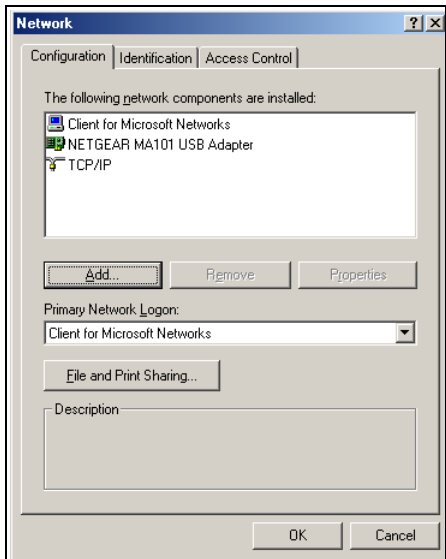 Network
Configuration Identification Access Control
The following network components are installed:
Client for Microsoft Networks
NETGEAR MA101 USB Adapter
TCP/IP
Add... Remove Properties
Primary Network Logon:
Client for Microsoft Networks
File and Print Sharing...
Description
OK Cancel